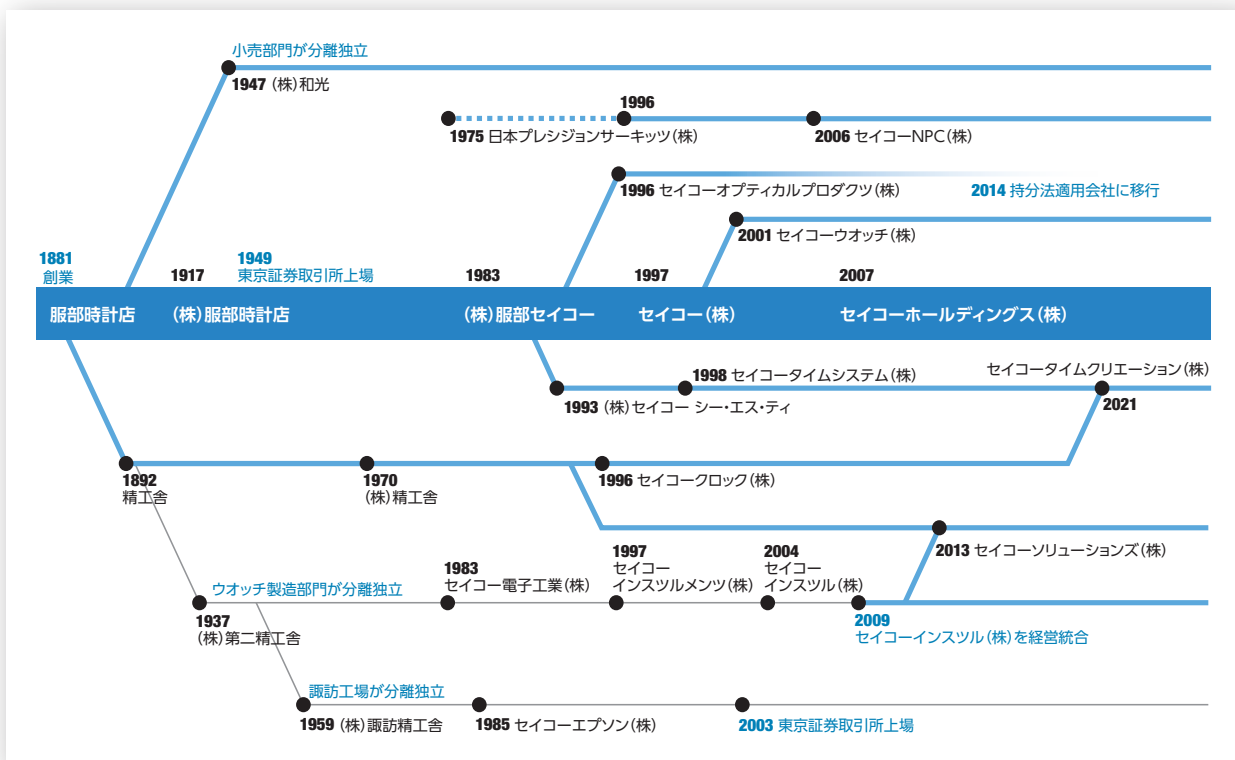 小売部門が分離独立
1947 (株)和光
1996
1975 日本プレシジョンサーキッツ(株)
2006 セイコーNPC(株)
1996 セイコーオプティカルプロダクツ(株)
2014 持分法適用会社に移行
2001 セイコーウオッチ(株)
1881
創業
1917
1949
東京証券取引所上場
1983
1997
2007
服部時計店
(株)服部時計店
(株)服部セイコー
セイコー(株)
セイコーホールディングス(株)
1998 セイコータイムシステム(株)
セイコータイムクリエーション(株)
1993 (株)セイコー シー・エス・ティ
2021
1892
精工舎
1970
(株)精工舎
1996 セイコークロック(株)
2013 セイコーソリューションズ(株)
ウオッチ製造部門が分離独立
1937
(株)第二精工舎
1983
セイコー電子工業(株)
1997
セイコー
インスツルメンツ(株)
2004
セイコー
インスツル(株)
2009
セイコーインスツル(株)を経営統合
諏訪工場が分離独立
1959 (株)諏訪精工舎
1985 セイコーエプソン(株)
2003 東京証券取引所上場